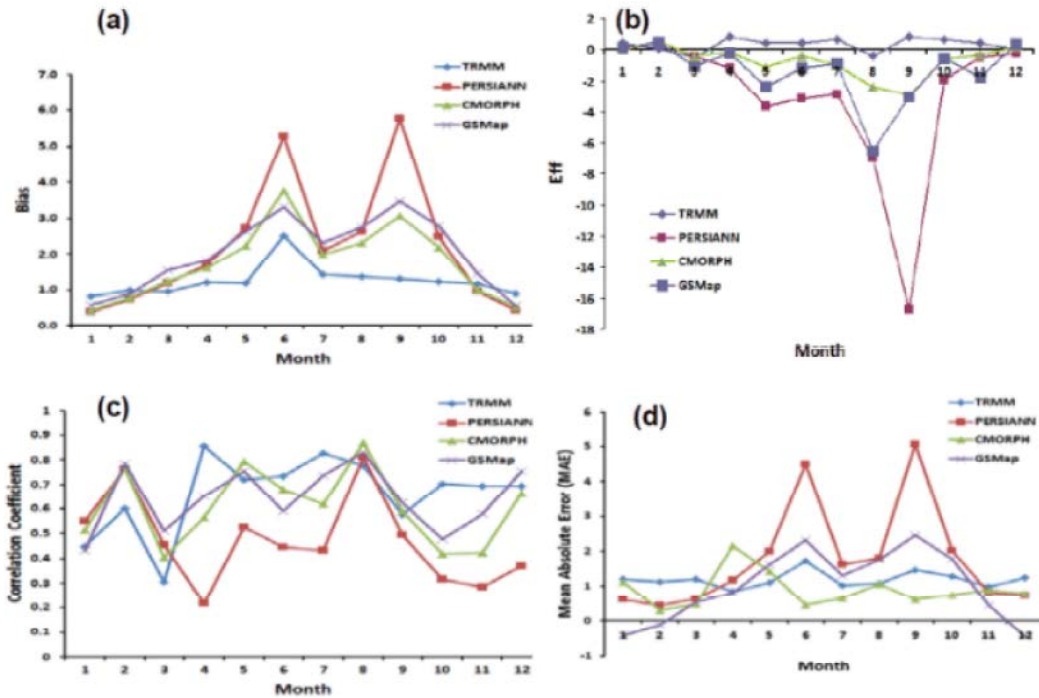 (a)
TRMM
PERSIANN
CMORPH
GSMap
7.0
6.0
5.0
4.0
3.0
2.0
1.0
0.0
Bias
1 2 3 4 5 6 7 8 9 10 11 12
Month
(b)
2
0
-2
-4
-6
-8
-10
-12
-14
-16
-18
Eff
1 2 3 4 5 6 7 8 9 10 11 12
TRMM
PERSIANN
CMORPH
GSMap
Month
(c)
TRMM
PERSIANN
CMORPH
GSMap
1
0.9
0.8
0.7
0.6
0.5
0.4
0.3
0.2
0.1
0
Correlation Coefficient
1 2 3 4 5 6 7 8 9 10 11 12
Month
(d)
TRMM
PERSIANN
CMORPH
GSMap
6
5
4
3
2
1
0
-1
Mean Absolute Error (MAE)
1 2 3 4 5 6 7 8 9 10 11 12
Month